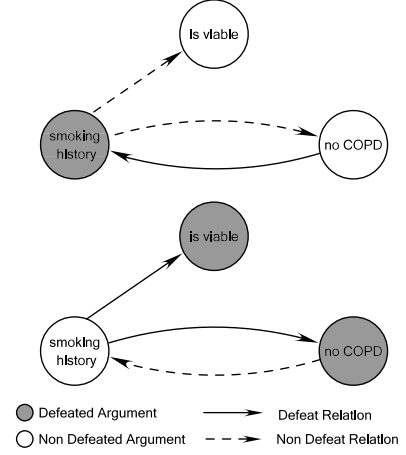 is viable
smoking
history
no COPD
is viable
smoking
history
no COPD
Defeated Argument
Defeat Relation
Non Defeated Argument
Non Defeat Relation